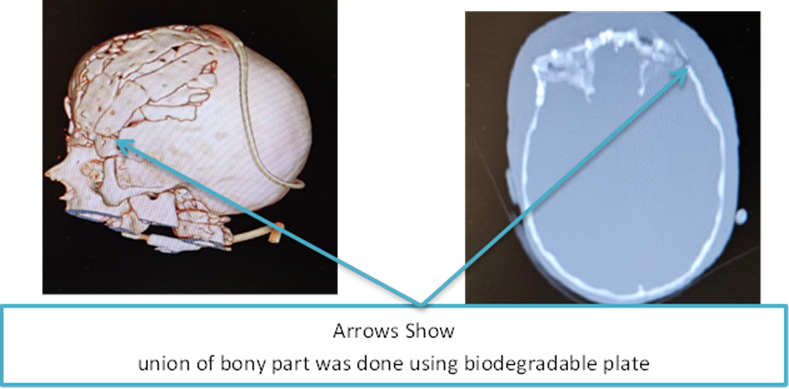 Arrows Show
union of bony part was done using biodegradable plate